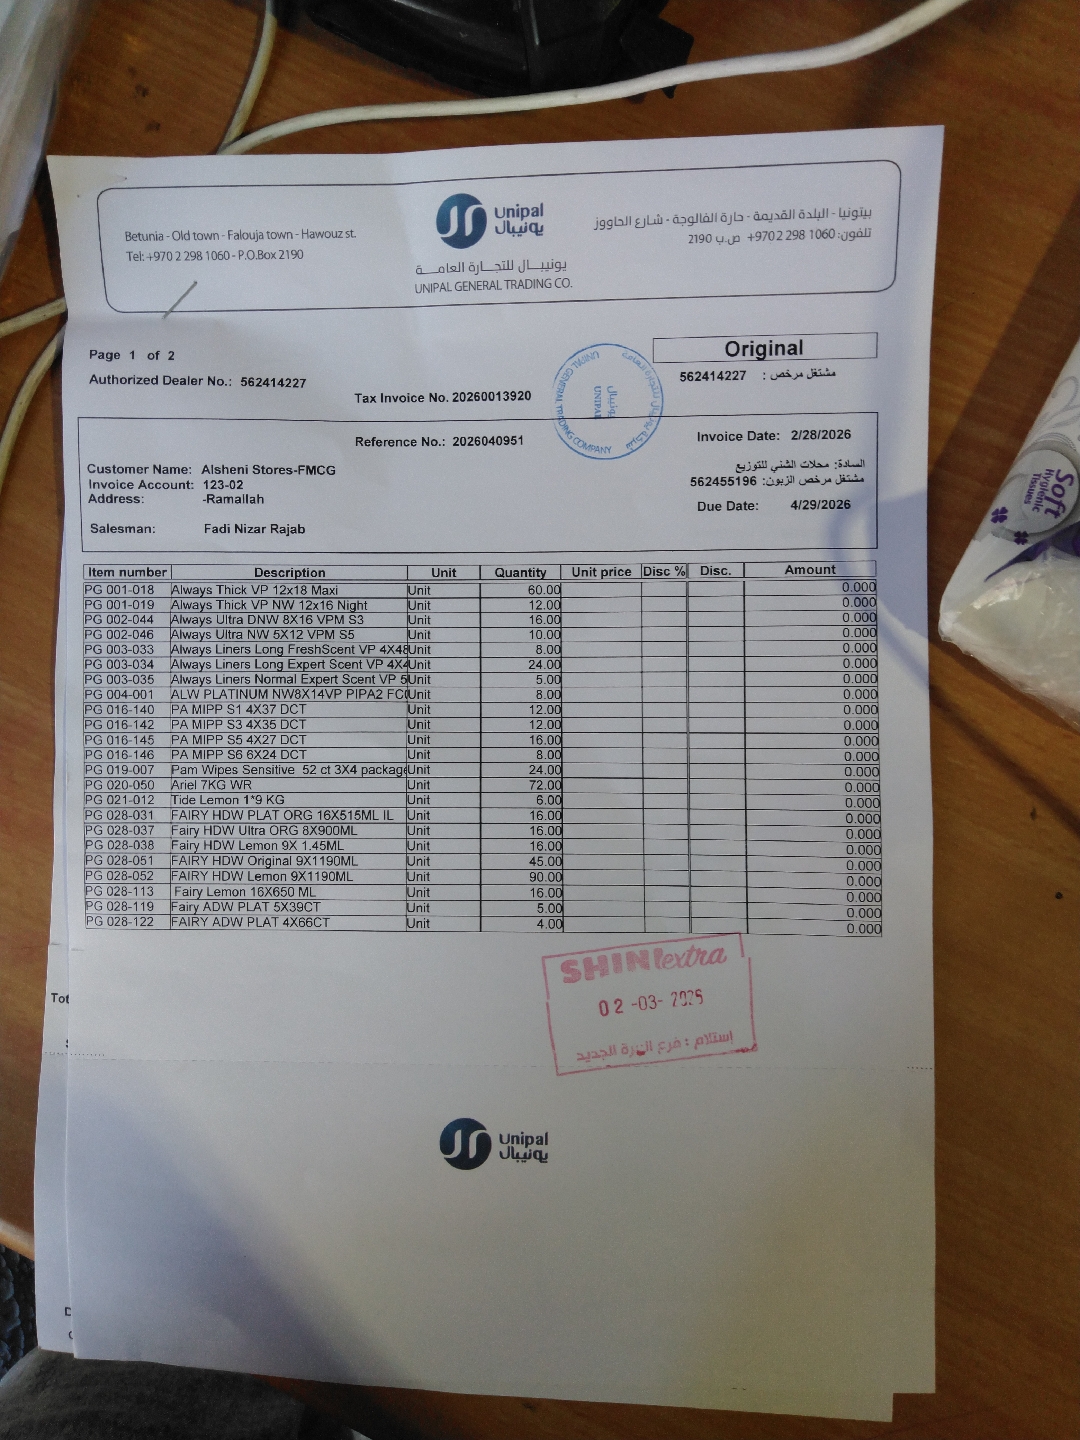 Unipal
يونيبال
يونيبال للتجارة العامة
UNIPAL GENERAL TRADING CO.
Betunia - Old town - Falouja town - Hawouz st.
Tel: +970 2 298 1060 - P.O.Box 2190
بيتونيا - البلدة القديمة - حارة الفالوجة - شارع الحاووز
تلفون: 1060 298 2 970+ ص.ب 2190
Page 1 of 2
Original
Authorized Dealer No.: 562414227
مشتغل مرخص : 562414227
Tax Invoice No. 20260013920
UNIPAL GENERAL TRADING COMPANY
يونيبال
UNIPAL
Reference No.: 2026040951
Invoice Date: 2/28/2026
Customer Name: Alsheni Stores-FMCG
السادة: محلات الشني للتوزيع
Invoice Account: 123-02
مشتغل مرخص الزبون: 562455196
Address: -Ramallah
Due Date: 4/29/2026
Salesman: Fadi Nizar Rajab
Item number Description Unit Quantity Unit price Disc % Disc. Amount
PG 001-018 Always Thick VP 12x18 Maxi Unit 60.00 0.000
PG 001-019 Always Thick VP NW 12x16 Night Unit 12.00 0.000
PG 002-044 Always Ultra DNW 8X16 VPM S3 Unit 16.00 0.000
PG 002-046 Always Ultra NW 5X12 VPM S5 Unit 10.00 0.000
PG 003-033 Always Liners Long FreshScent VP 4X48 Unit 8.00 0.000
PG 003-034 Always Liners Long Expert Scent VP 4X4 Unit 24.00 0.000
PG 003-035 Always Liners Normal Expert Scent VP 5 Unit 5.00 0.000
PG 004-001 ALW PLATINUM NW8X14VP PIPA2 FC Unit 8.00 0.000
PG 016-140 PA MIPP S1 4X37 DCT Unit 12.00 0.000
PG 016-142 PA MIPP S3 4X35 DCT Unit 12.00 0.000
PG 016-145 PA MIPP S5 4X27 DCT Unit 16.00 0.000
PG 016-146 PA MIPP S6 6X24 DCT Unit 8.00 0.000
PG 019-007 Pam Wipes Sensitive 52 ct 3X4 packag Unit 24.00 0.000
PG 020-050 Ariel 7KG WR Unit 72.00 0.000
PG 021-012 Tide Lemon 1*9 KG Unit 6.00 0.000
PG 028-031 FAIRY HDW PLAT ORG 16X515ML IL Unit 16.00 0.000
PG 028-037 Fairy HDW Ultra ORG 8X900ML Unit 16.00 0.000
PG 028-038 Fairy HDW Lemon 9X 1.45ML Unit 16.00 0.000
PG 028-051 FAIRY HDW Original 9X1190ML Unit 45.00 0.000
PG 028-052 FAIRY HDW Lemon 9X1190ML Unit 90.00 0.000
PG 028-113 Fairy Lemon 16X650 ML Unit 16.00 0.000
PG 028-119 Fairy ADW PLAT 5X39CT Unit 5.00 0.000
PG 028-122 FAIRY ADW PLAT 4X66CT Unit 4.00 0.000
SHINI extra
02 -03-
إستلام : فرع الجديد
Tot
Unipal
يونيبال
Soft
Hygienic
Tissues